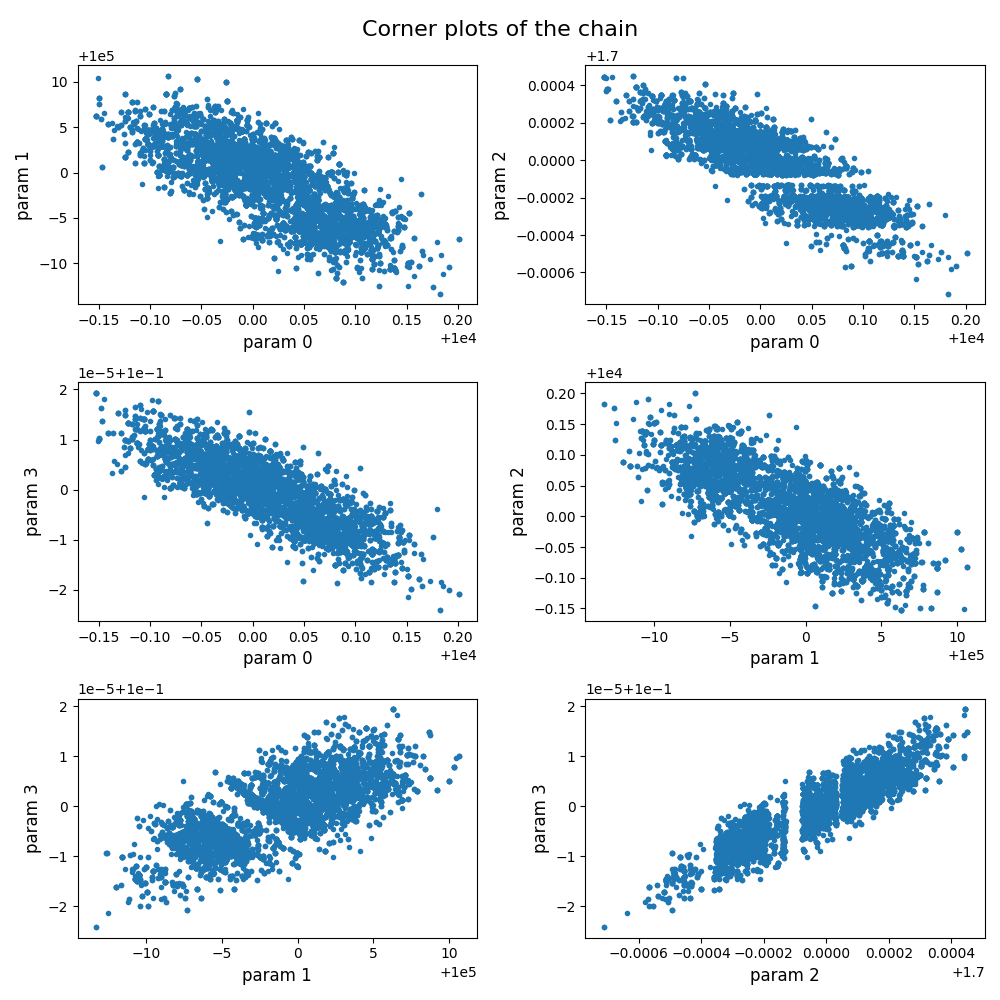 Corner plots of the chain
+1e5
10
5
0
−5
−10
param 1
−0.15 −0.10 −0.05 0.00 0.05 0.10 0.15 0.20
+1e4
param 0
+1.7
0.0004
0.0002
0.0000
−0.0002
−0.0004
−0.0006
param 2
−0.15 −0.10 −0.05 0.00 0.05 0.10 0.15 0.20
+1e4
param 0
1e−5+1e−1
2
1
0
−1
−2
param 3
−0.15 −0.10 −0.05 0.00 0.05 0.10 0.15 0.20
+1e4
param 0
+1e4
0.20
0.15
0.10
0.05
0.00
−0.05
−0.10
−0.15
param 2
−10 −5 0 5 10
+1e5
param 1
1e−5+1e−1
2
1
0
−1
−2
param 3
−10 −5 0 5 10
+1e5
param 1
1e−5+1e−1
2
1
0
−1
−2
param 3
−0.0006 −0.0004 −0.0002 0.0000 0.0002 0.0004
+1.7
param 2